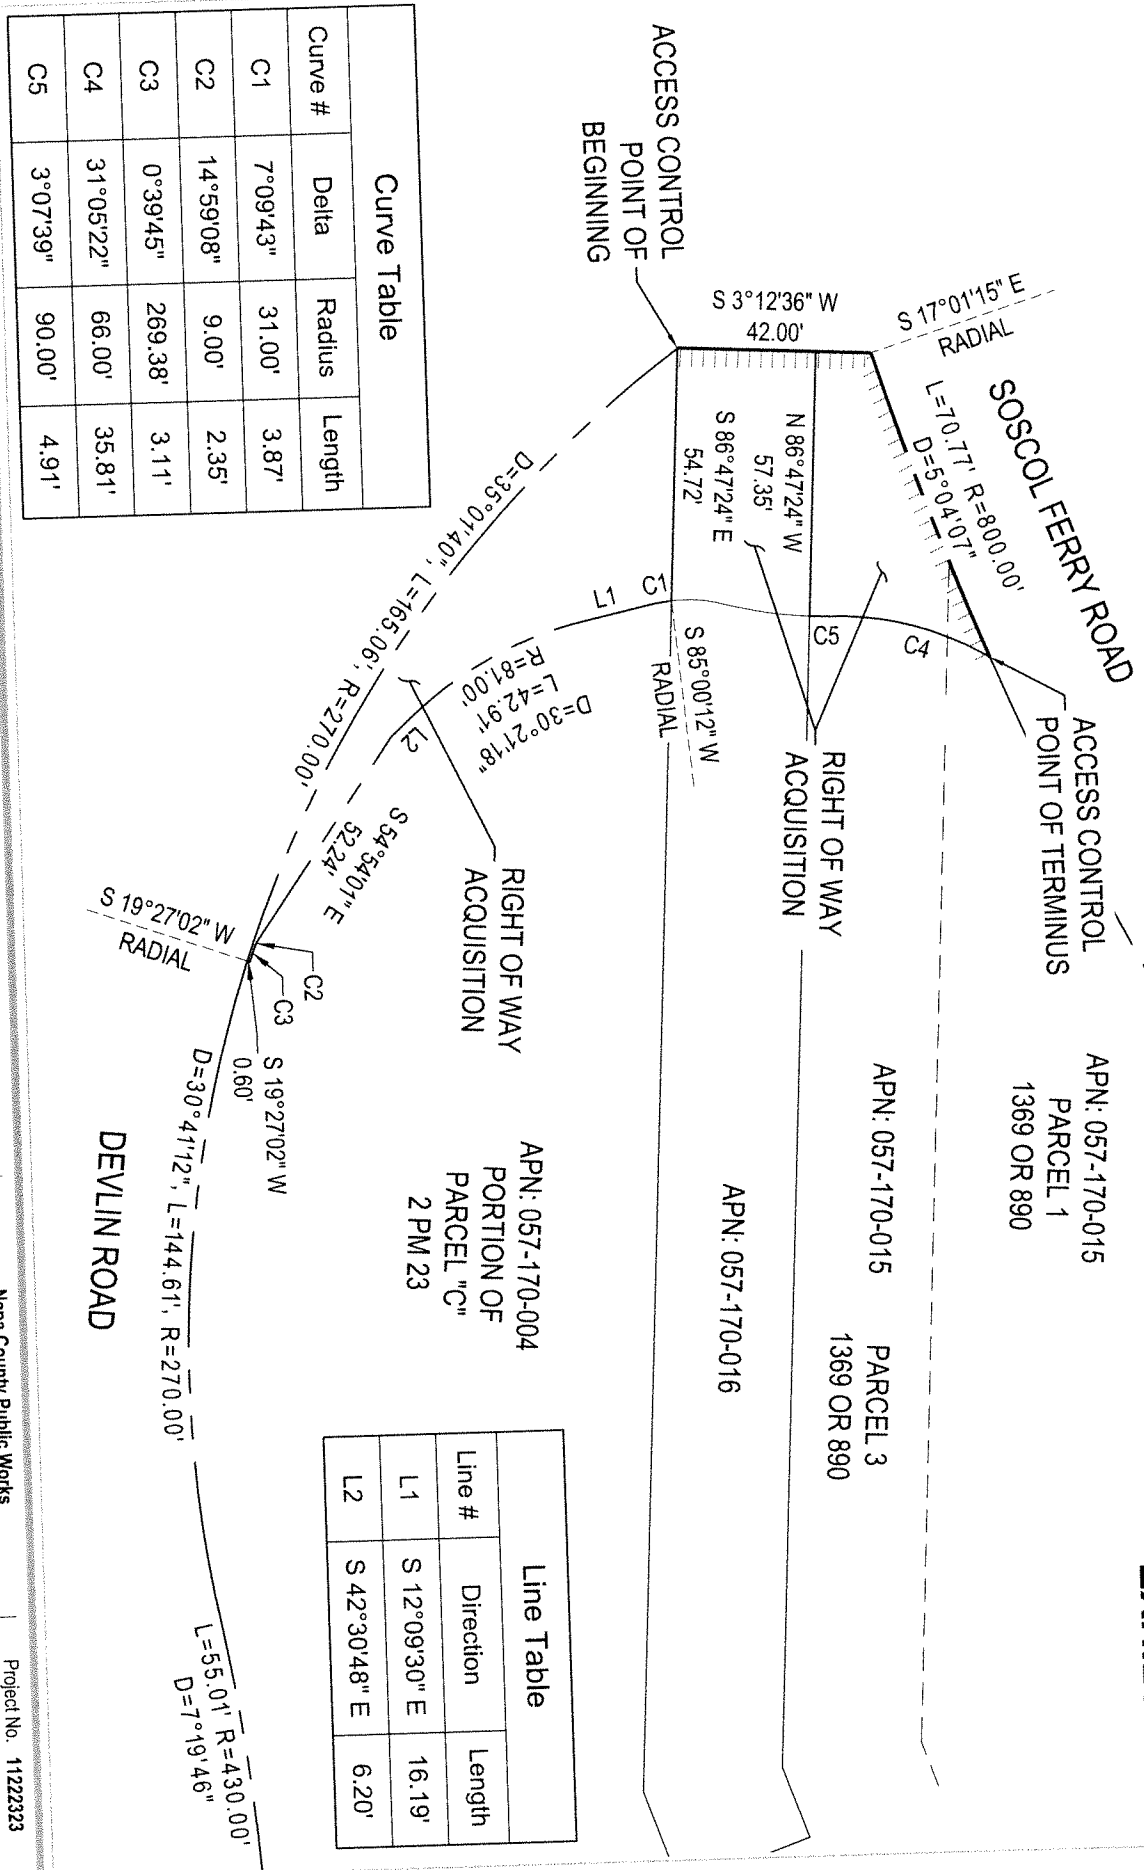 SOSCOL FERRY ROAD
S 17°01'15" E
RADIAL
L=70.77' R=800.00'
D=5°04'07"
ACCESS CONTROL
POINT OF TERMINUS
S 3°12'36" W
42.00'
ACCESS CONTROL
POINT OF
BEGINNING
N 86°47'24" W
57.35'
S 86°47'24" E
54.72'
C4
C5
C1
L1
S 85°00'12" W
RADIAL
RIGHT OF WAY
ACQUISITION
D=30°21'18"
L=42.91'
R=81.00'
L2
D=35°01'40", L=165.06', R=270.00'
S 54°54'01" E
52.24'
RIGHT OF WAY
ACQUISITION
C2
C3
S 19°27'02" W
0.60'
S 19°27'02" W
RADIAL
D=30°41'12", L=144.61', R=270.00'
DEVLIN ROAD
L=55.01' R=430.00'
D=7°19'46"
APN: 057-170-015
PARCEL 1
1369 OR 890
APN: 057-170-015
PARCEL 3
1369 OR 890
APN: 057-170-016
APN: 057-170-004
PORTION OF
PARCEL "C"
2 PM 23
Curve Table
Curve # Delta Radius Length
C1 7°09'43" 31.00' 3.87'
C2 14°59'08" 9.00' 2.35'
C3 0°39'45" 269.38' 3.11'
C4 31°05'22" 66.00' 35.81'
C5 3°07'39" 90.00' 4.91'
Line Table
Line # Direction Length
L1 S 12°09'30" E 16.19'
L2 S 42°30'48" E 6.20'
Napa County Public Works
Project No. 11222323